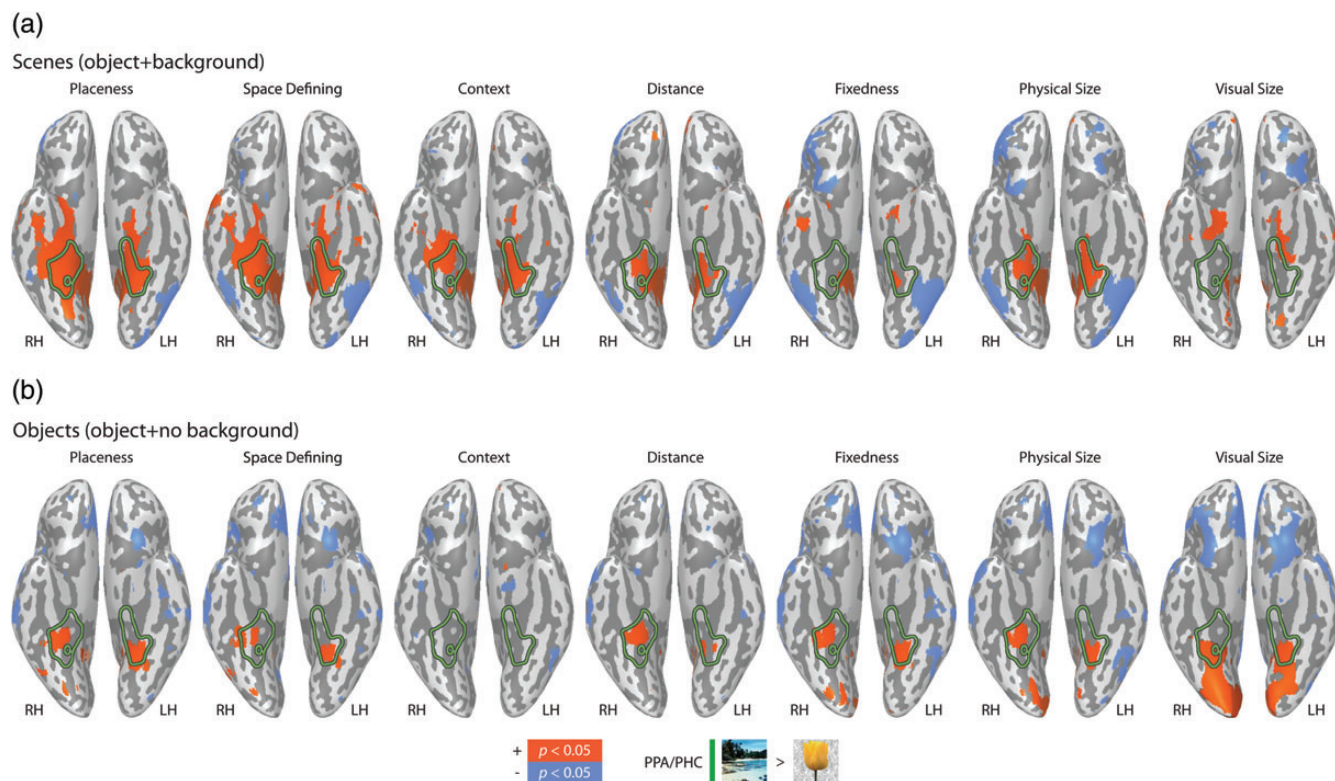 (a)
Scenes (object+background)
Placeness Space Defining Context Distance Fixedness Physical Size Visual Size
RH LH RH LH RH LH RH LH RH LH RH LH RH LH
(b)
Objects (object+no background)
Placeness Space Defining Context Distance Fixedness Physical Size Visual Size
RH LH RH LH RH LH RH LH RH LH RH LH RH LH
+ p < 0.05 PPA/PHC >
- p < 0.05